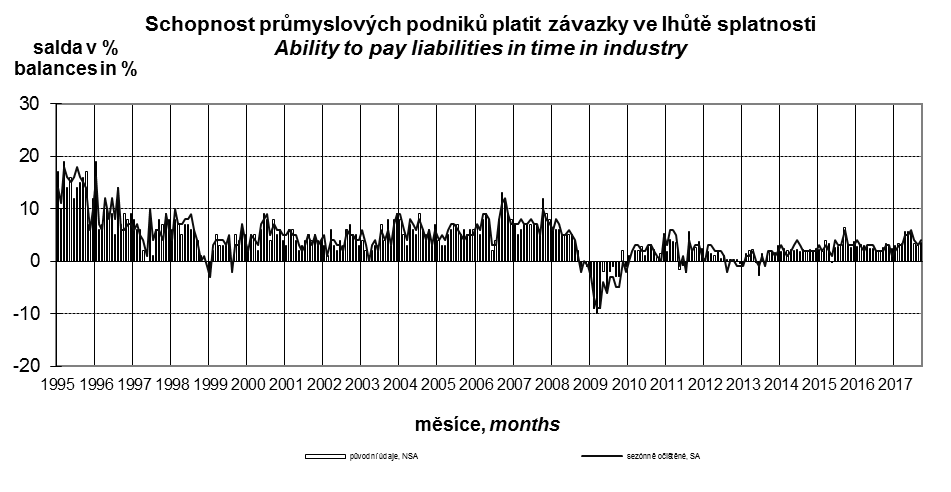 Schopnost průmyslových podniků platit závazky ve lhůtě splatnosti
Ability to pay liabilities in time in industry
salda v %
balances in %
30
20
10
0
-10
-20
1995 1996 1997 1998 1999 2000 2001 2002 2003 2004 2005 2006 2007 2008 2009 2010 2011 2012 2013 2014 2015 2016 2017
měsíce, months
původní údaje, NSA
sezónně očištěné, SA